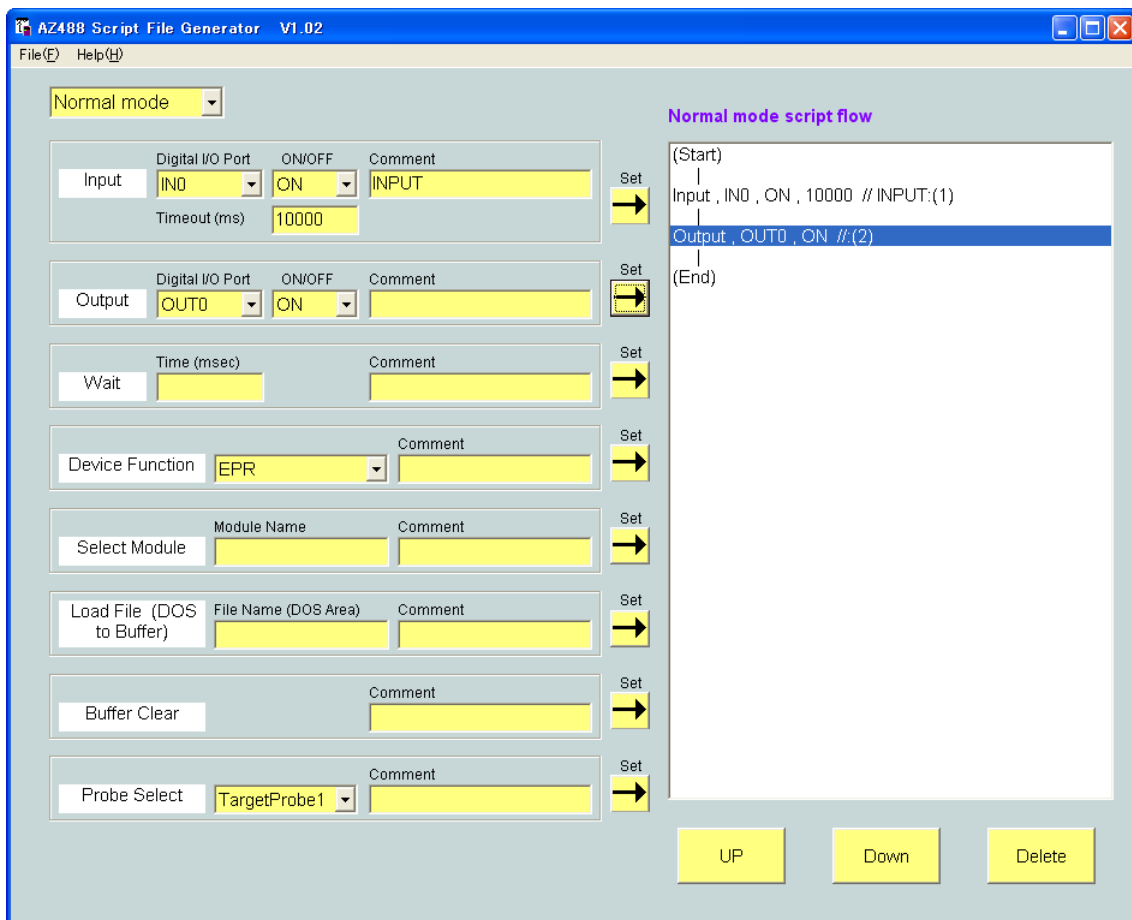 AZ488 Script File Generator V1.02
File(F) Help(H)
Normal mode
Normal mode script flow
Input
Digital I/O Port ON/OFF Comment
IN0 ON INPUT
Timeout (ms) 10000
Set
Output
Digital I/O Port ON/OFF Comment
OUT0 ON
Set
Wait
Time (msec) Comment
Set
Device Function
EPR
Comment
Set
Select Module
Module Name Comment
Set
Load File (DOS
to Buffer)
File Name (DOS Area) Comment
Set
Buffer Clear
Comment
Set
Probe Select
TargetProbe1
Comment
Set
(Start)
|
Input , IN0 , ON , 10000 // INPUT:(1)
|
Output , OUT0 , ON //:(2)
|
(End)
UP Down Delete